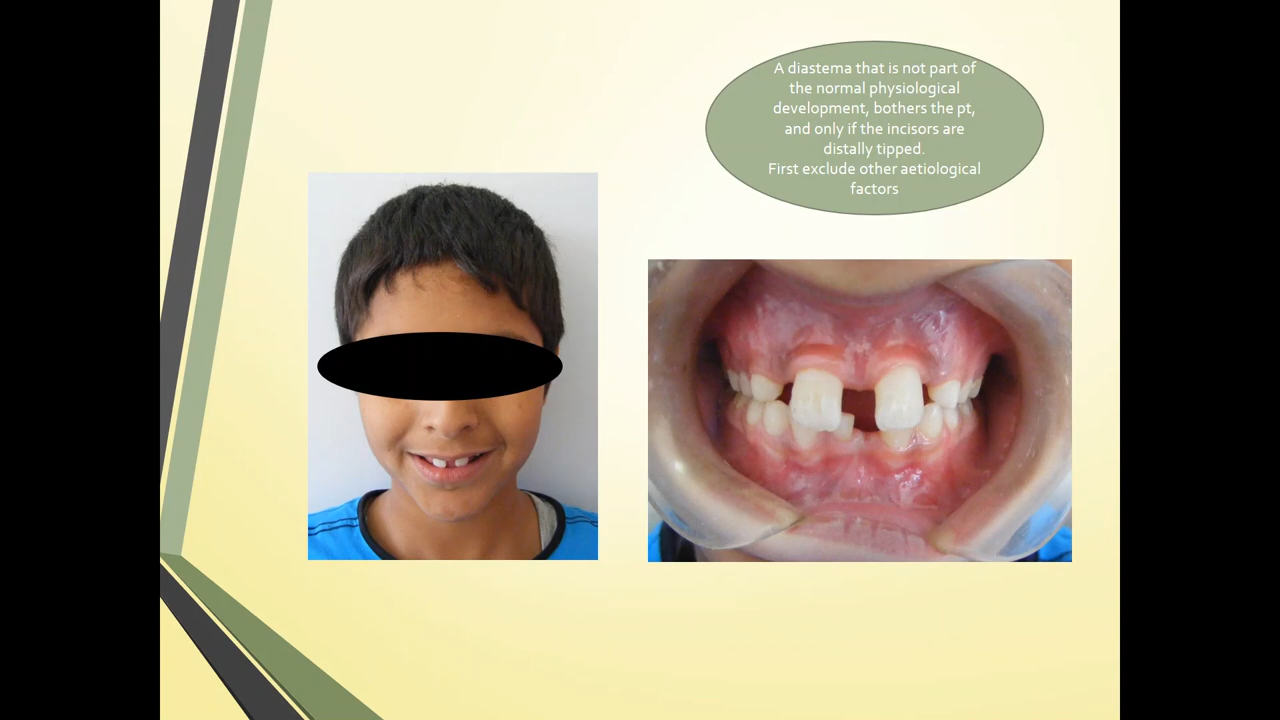 A diastema that is not part of
the normal physiological
development, bothers the pt,
and only if the incisors are
distally tipped.
First exclude other aetiological
factors